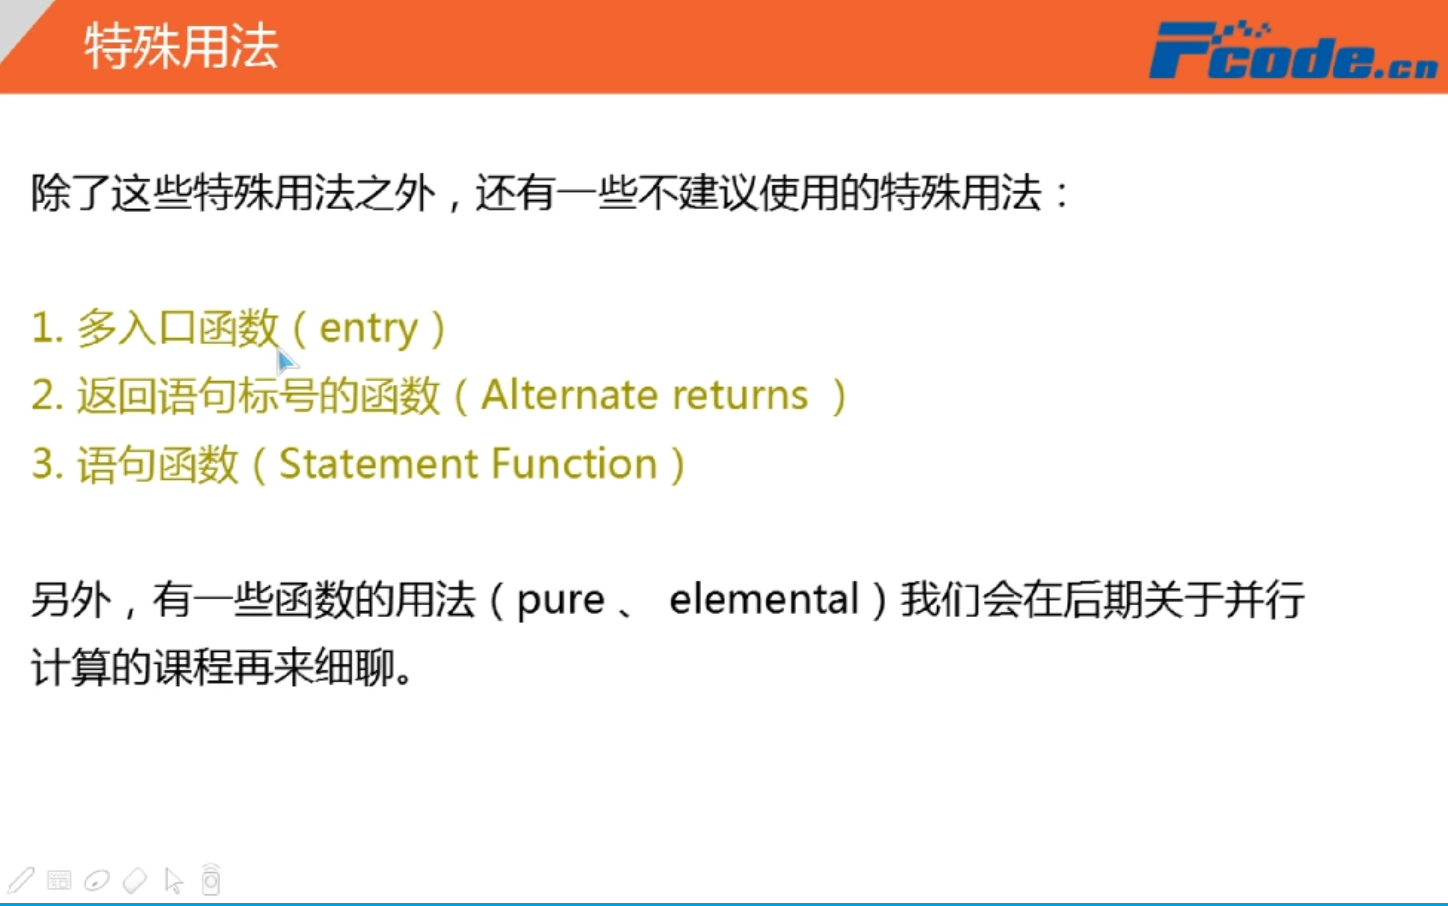 特殊用法
Fcode.cn
除了这些特殊用法之外，还有一些不建议使用的特殊用法：
1. 多入口函数（entry）
2. 返回语句标号的函数（Alternate returns ）
3. 语句函数（Statement Function）
另外，有一些函数的用法（pure 、 elemental）我们会在后期关于并行
计算的课程再来细聊。